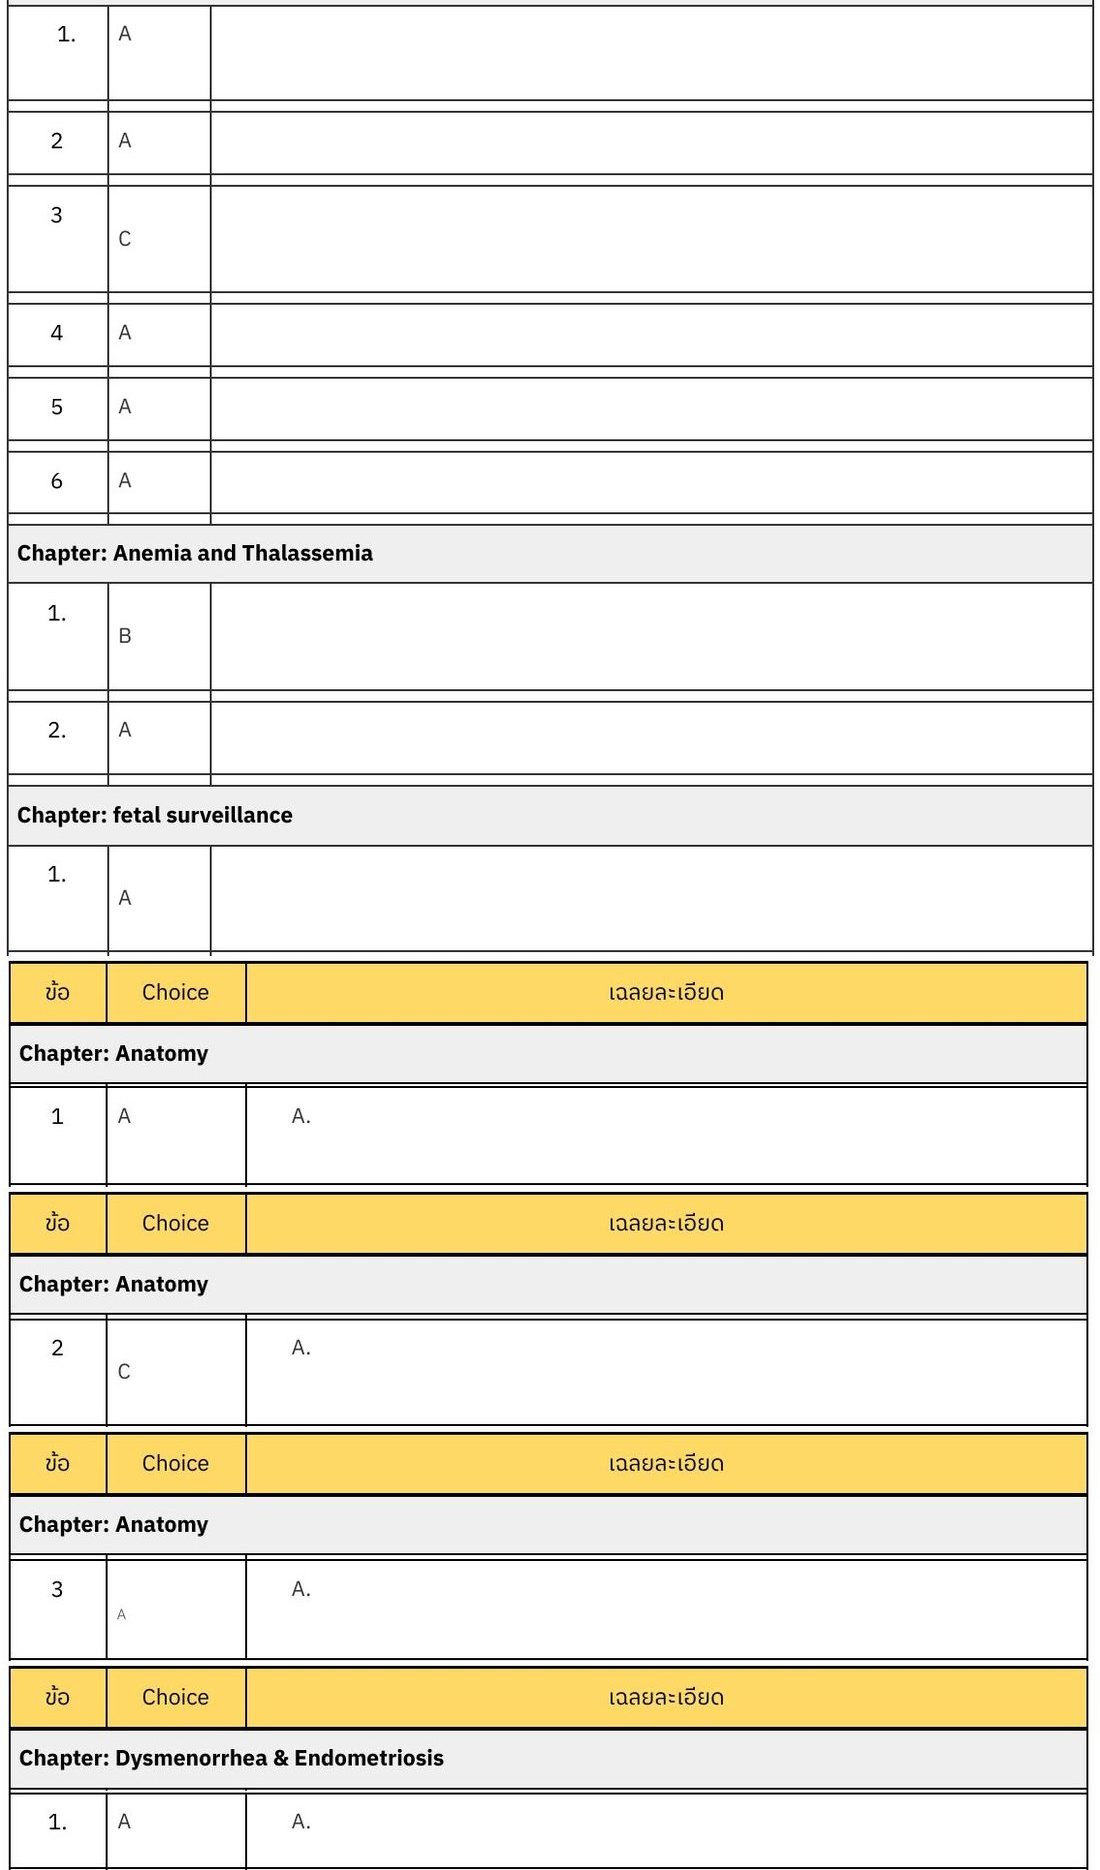 1. A
2 A
3
C
4 A
5 A
6 A
Chapter: Anemia and Thalassemia
1.
B
2. A
Chapter: fetal surveillance
1.
A
ข้อ Choice เฉลยละเอียด
Chapter: Anatomy
1 A A.
ข้อ Choice เฉลยละเอียด
Chapter: Anatomy
2 A.
C
ข้อ Choice เฉลยละเอียด
Chapter: Anatomy
3 A.
A
ข้อ Choice เฉลยละเอียด
Chapter: Dysmenorrhea & Endometriosis
1. A A.